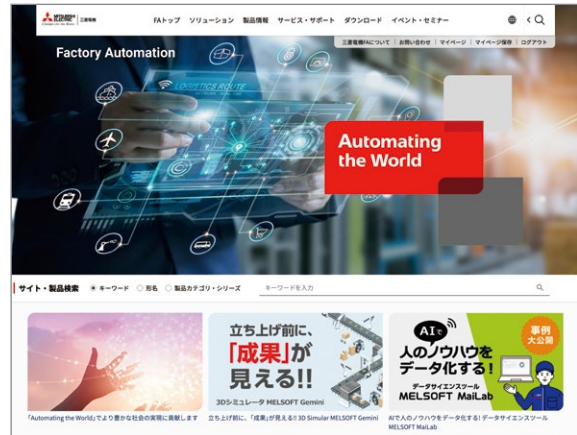 MITSUBISHI ELECTRIC
Changes for the Better
三菱電機
FAトップ ソリューション 製品情報 サービス・サポート ダウンロード イベント・セミナー
三菱電機FAについて お問い合わせ マイページ マイページ保存 ログアウト
Factory Automation
LOGISTICS ROUTE
Automating
the World
サイト・製品検索 キーワード 形名 製品カテゴリ・シリーズ キーワードを入力
立ち上げ前に、
「成果」が
見える!!
3Dシミュレータ MELSOFT Gemini
AIで
人のノウハウを
データ化する!
データサイエンスツール
MELSOFT MaiLab
事例
大公開
「Automating the World」でより豊かな社会の実現に貢献します
立ち上げ前に、「成果」が見える!! 3D Simular MELSOFT Gemini
AIで人のノウハウをデータ化する! データサイエンスツール
MELSOFT MaiLab